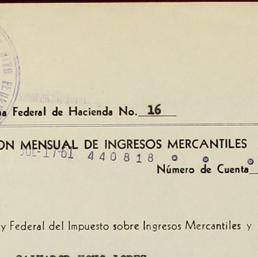 a Federal de Hacienda No. 16
ON MENSUAL DE INGRESOS MERCANTILES
JUL-17-61 440818
Número de Cuenta
y Federal del Impuesto sobre Ingresos Mercantiles y